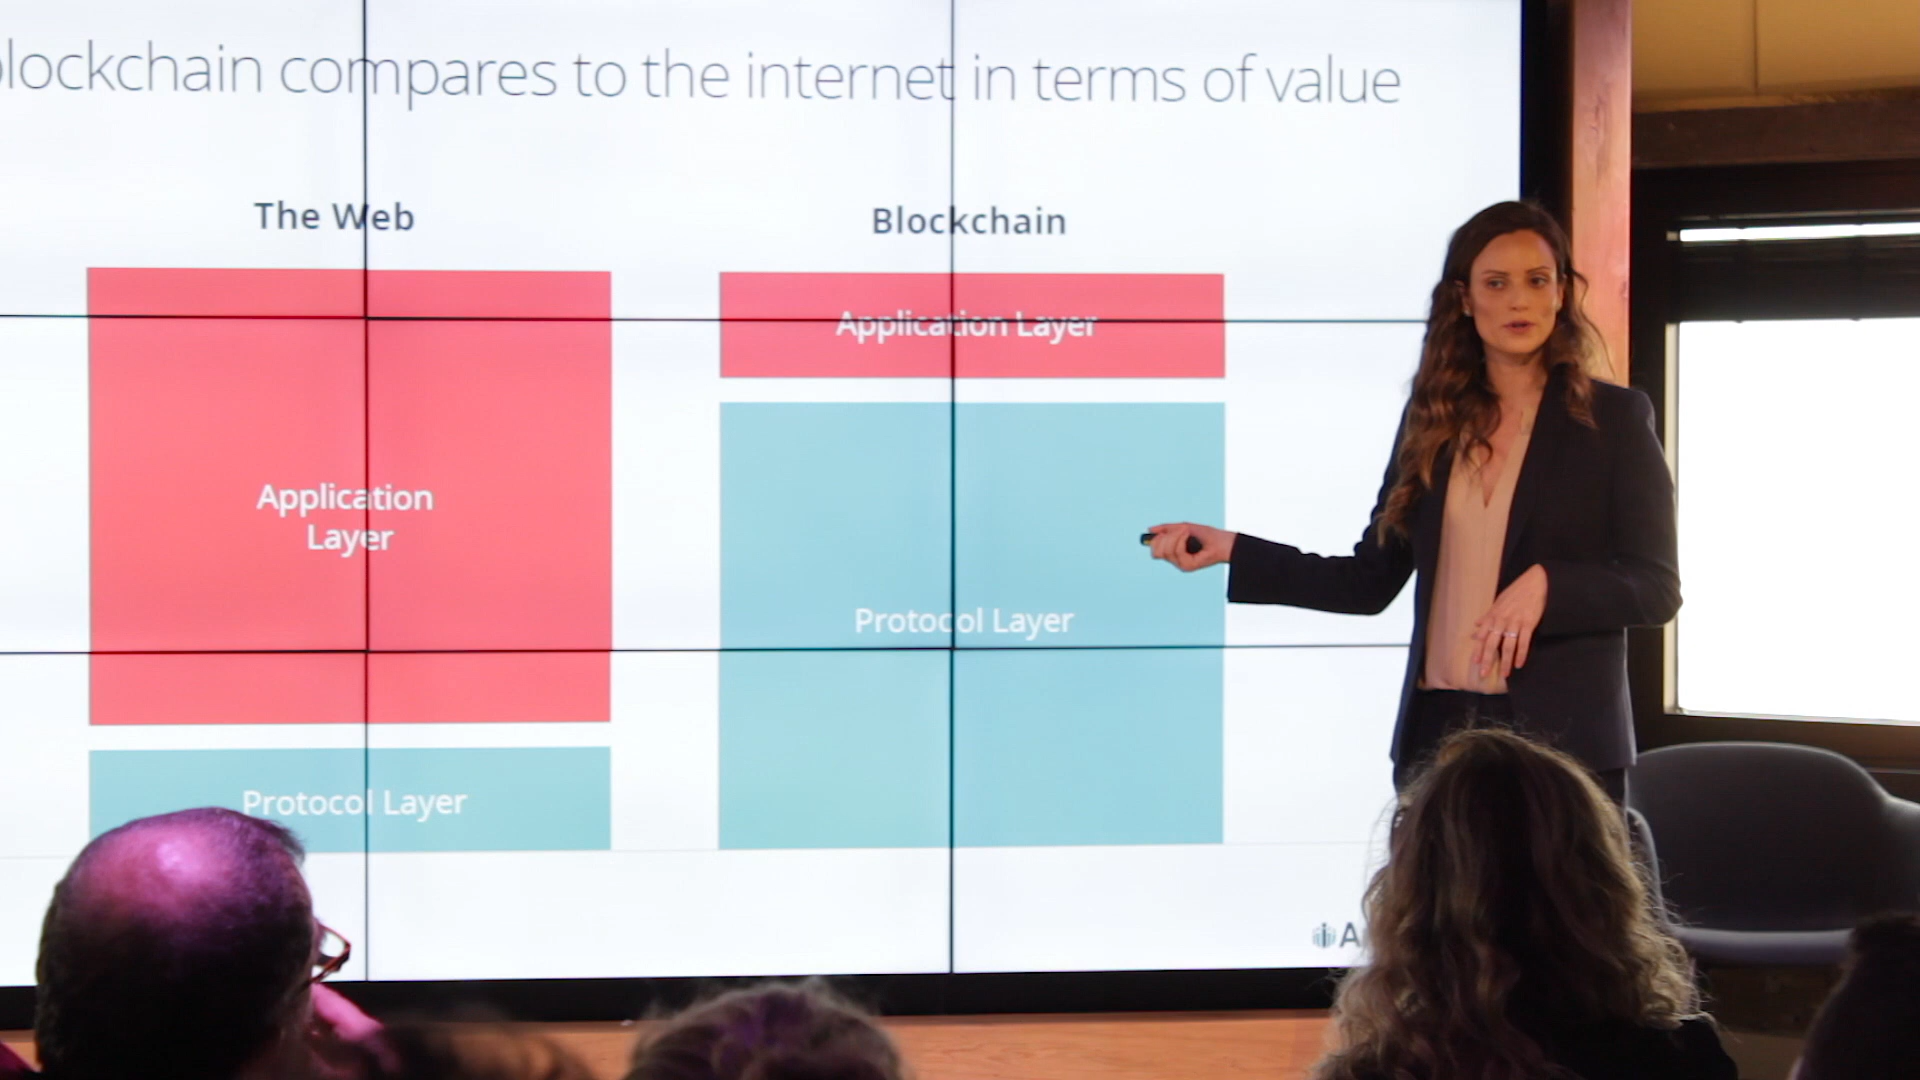 blockchain compares to the internet in terms of value
The Web
Blockchain
Application Layer
Application
Layer
Protocol Layer
Protocol Layer